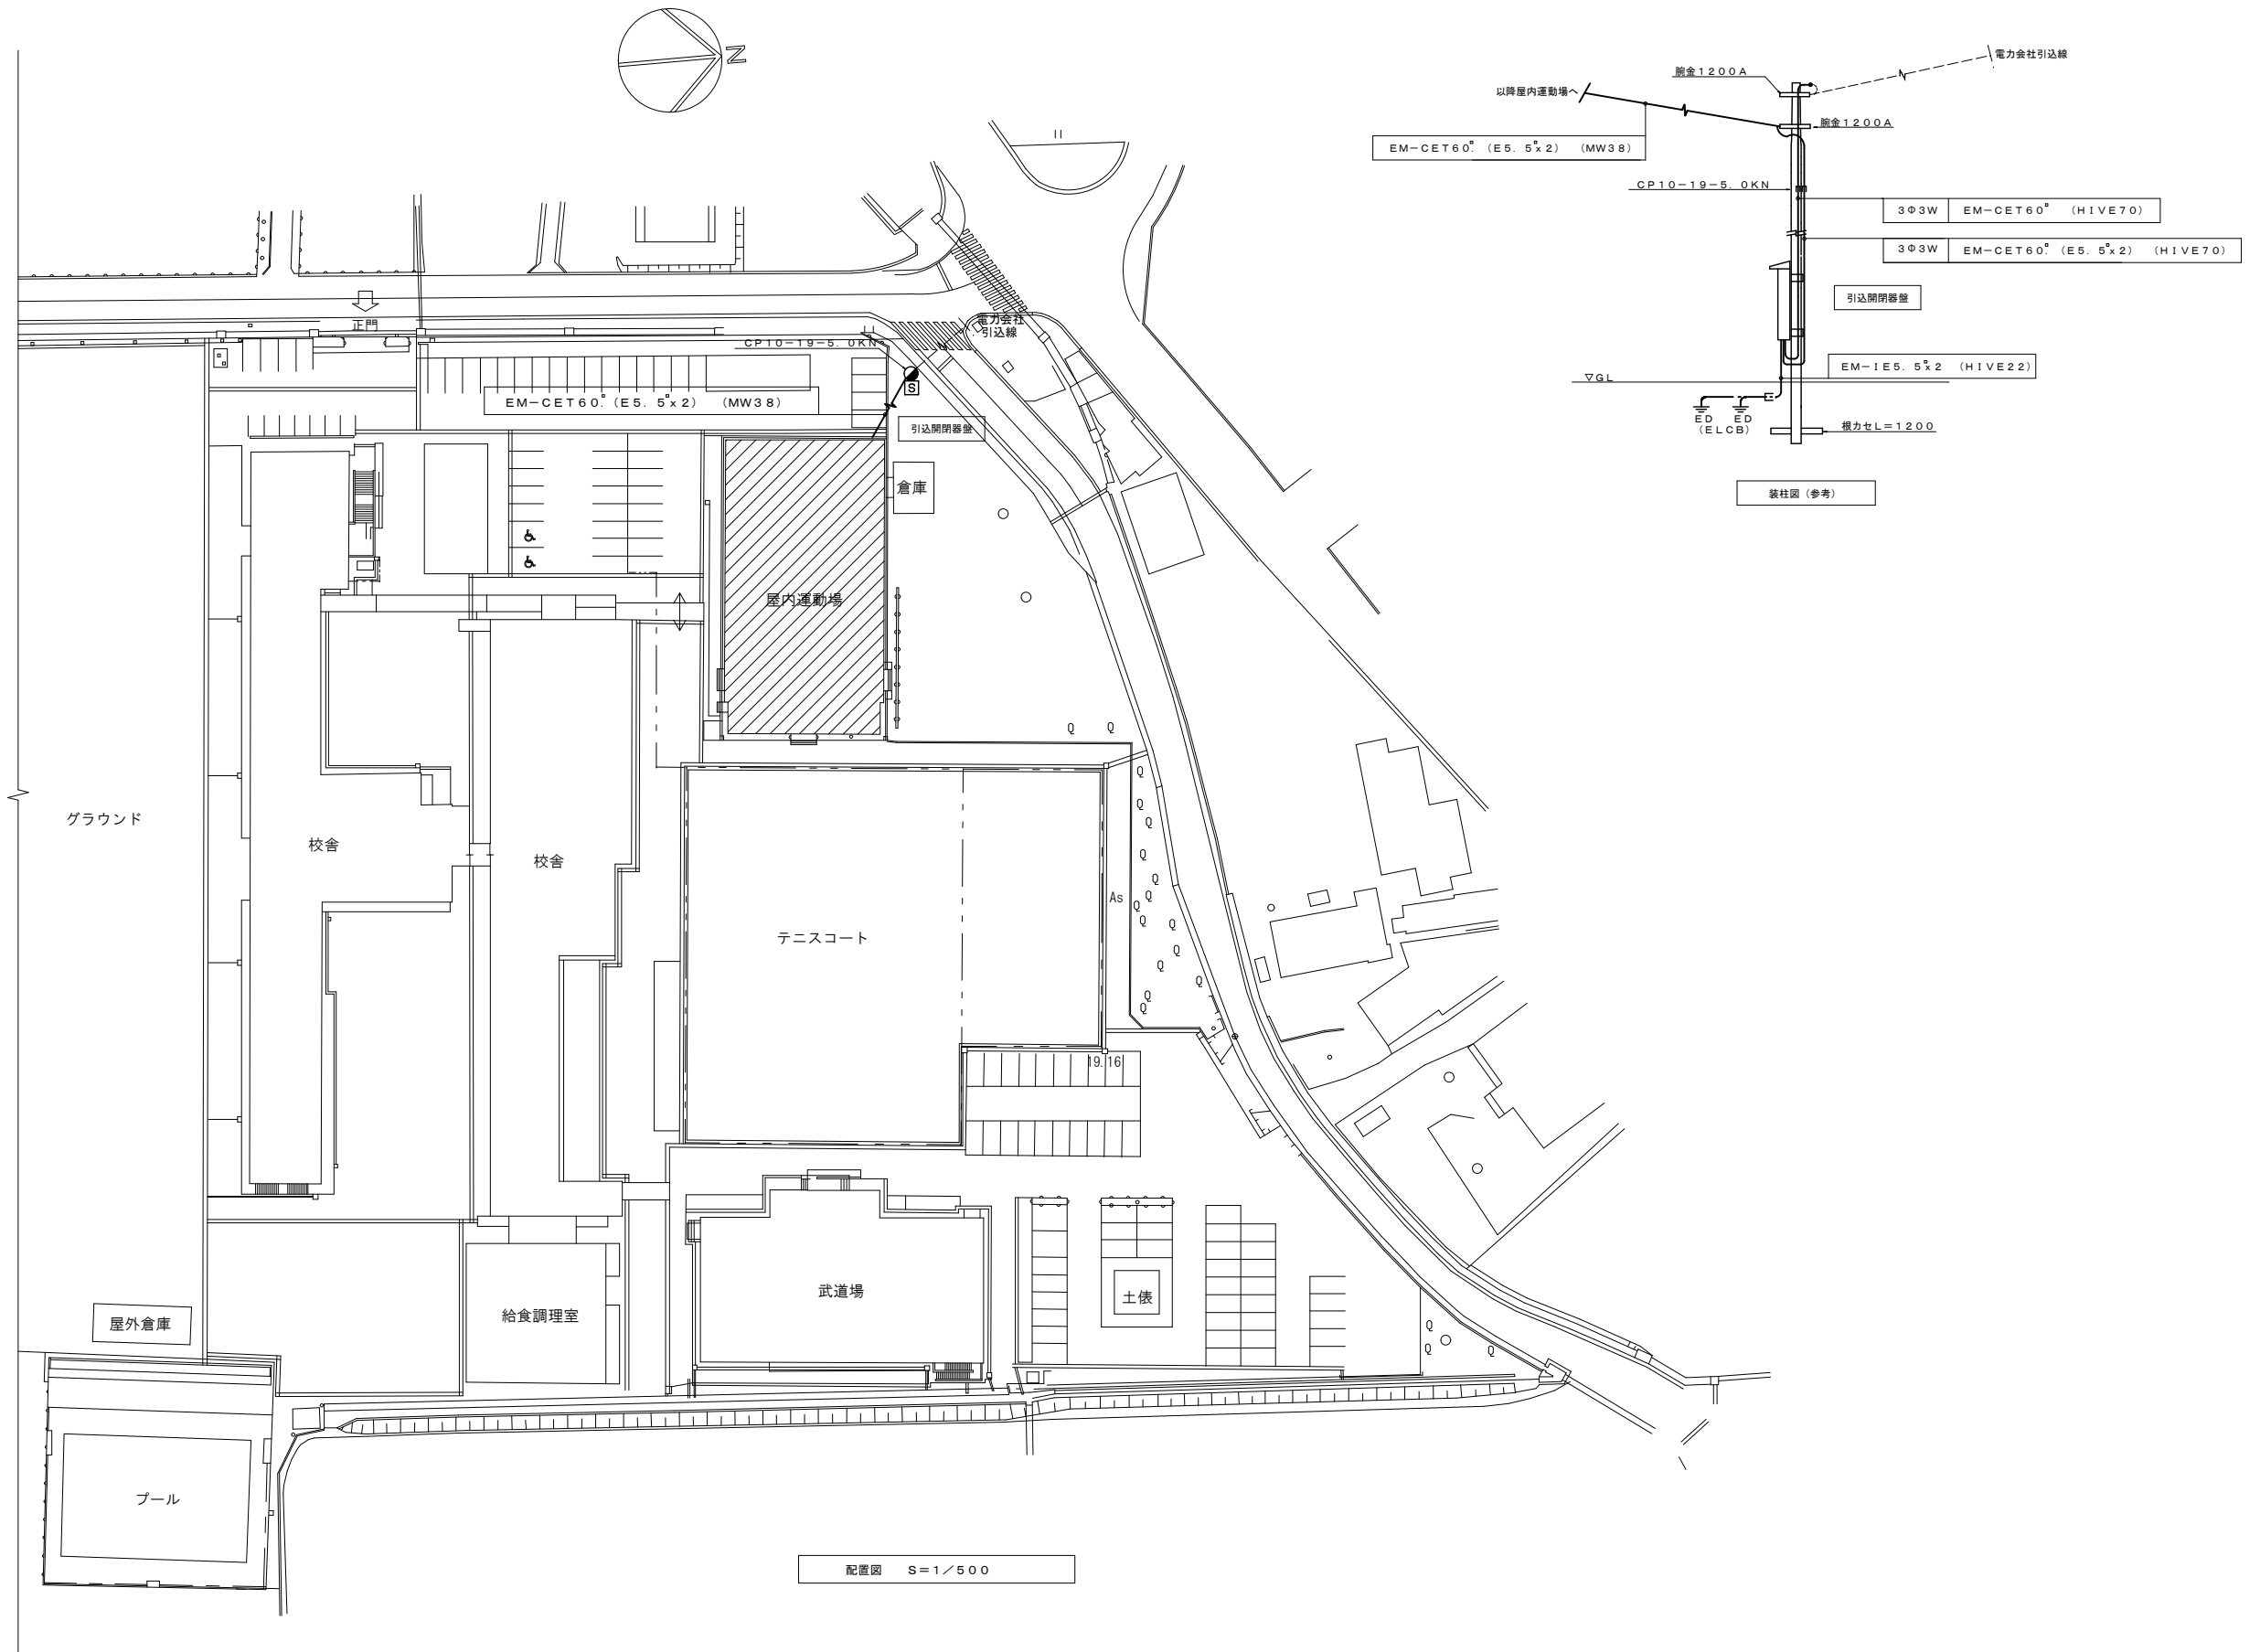 N
電力会社引込線
腕金1200A
以降屋内運動場へ
腕金1200A
EM-CET60゜(E5.5゜x2) (MW38)
CP10-19-5.0KN
3Φ3W EM-CET60゜ (HIVE70)
3Φ3W EM-CET60゜(E5.5゜x2) (HIVE70)
引込開閉器盤
EM-IE5.5゜x2 (HIVE22)
▽GL
ED ED
(ELCB)
根カセL=1200
装柱図(参考)
正門
電力会社
引込線
CP10-19-5.0KN
S
EM-CET60゜(E5.5゜x2) (MW38)
引込開閉器盤
倉庫
屋内運動場
Q Q
Q
Q
Q
Q
Q
Q
Q
Q
Q
Q
Q
Q
Q
Q
グラウンド
校舎
校舎
As
テニスコート
19.16
武道場
土俵
給食調理室
屋外倉庫
Q
Q
Q
プール
配置図 S=1/500